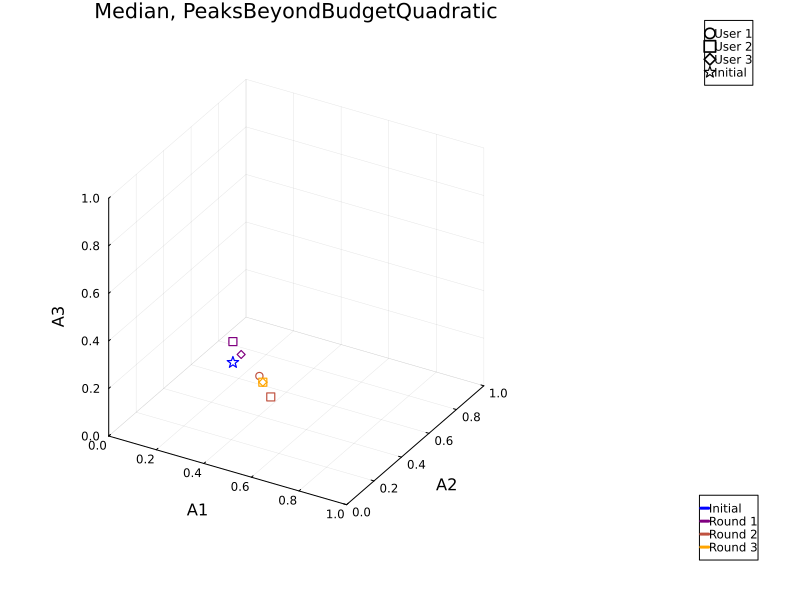 Median, PeaksBeyondBudgetQuadratic
User 1
User 2
User 3
Initial
1.0
0.8
0.6
0.4
0.2
0.0
A3
0.0
0.2
0.4
0.6
0.8
1.0
A1
0.0
0.2
0.4
0.6
0.8
1.0
A2
Initial
Round 1
Round 2
Round 3